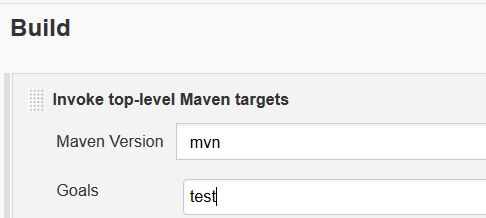 Build
Invoke top-level Maven targets
Maven Version mvn
Goals test